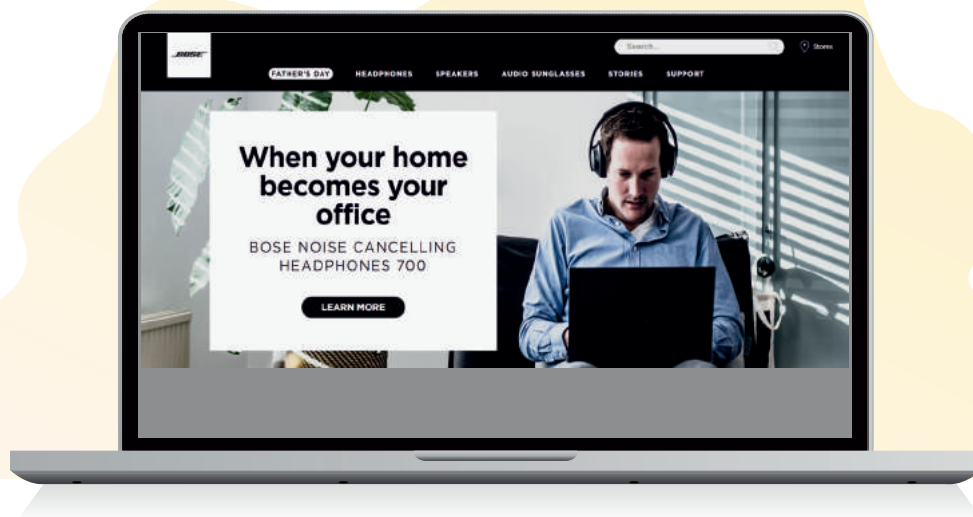 BOSE
Search...
Stores
FATHER'S DAY HEADPHONES SPEAKERS AUDIO SUNGLASSES STORIES SUPPORT
When your home
becomes your
office
BOSE NOISE CANCELLING
HEADPHONES 700
LEARN MORE